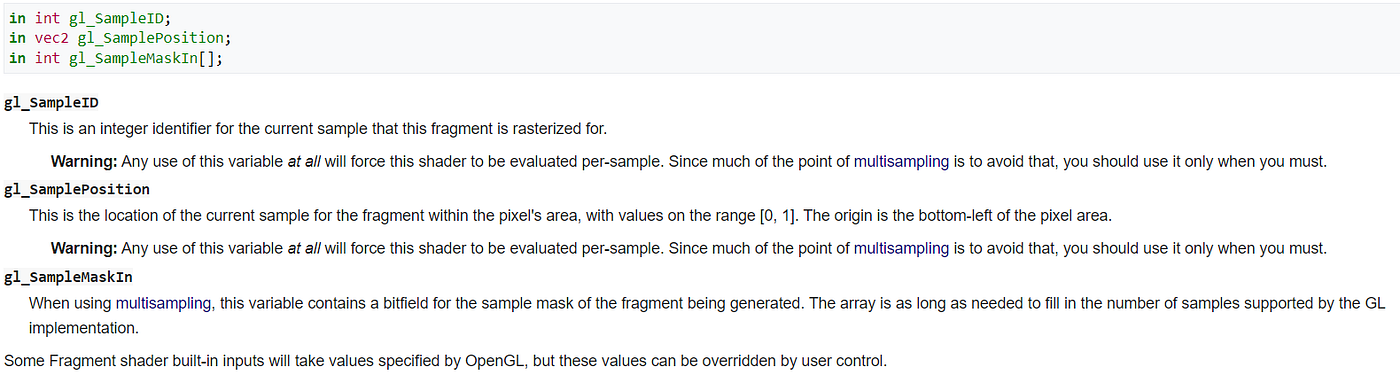 in int gl_SampleID;
in vec2 gl_SamplePosition;
in int gl_SampleMaskIn[];
gl_SampleID
This is an integer identifier for the current sample that this fragment is rasterized for.
Warning: Any use of this variable at all will force this shader to be evaluated per-sample. Since much of the point of multisampling is to avoid that, you should use it only when you must.
gl_SamplePosition
This is the location of the current sample for the fragment within the pixel's area, with values on the range [0, 1]. The origin is the bottom-left of the pixel area.
Warning: Any use of this variable at all will force this shader to be evaluated per-sample. Since much of the point of multisampling is to avoid that, you should use it only when you must.
gl_SampleMaskIn
When using multisampling, this variable contains a bitfield for the sample mask of the fragment being generated. The array is as long as needed to fill in the number of samples supported by the GL
implementation.
Some Fragment shader built-in inputs will take values specified by OpenGL, but these values can be overridden by user control.